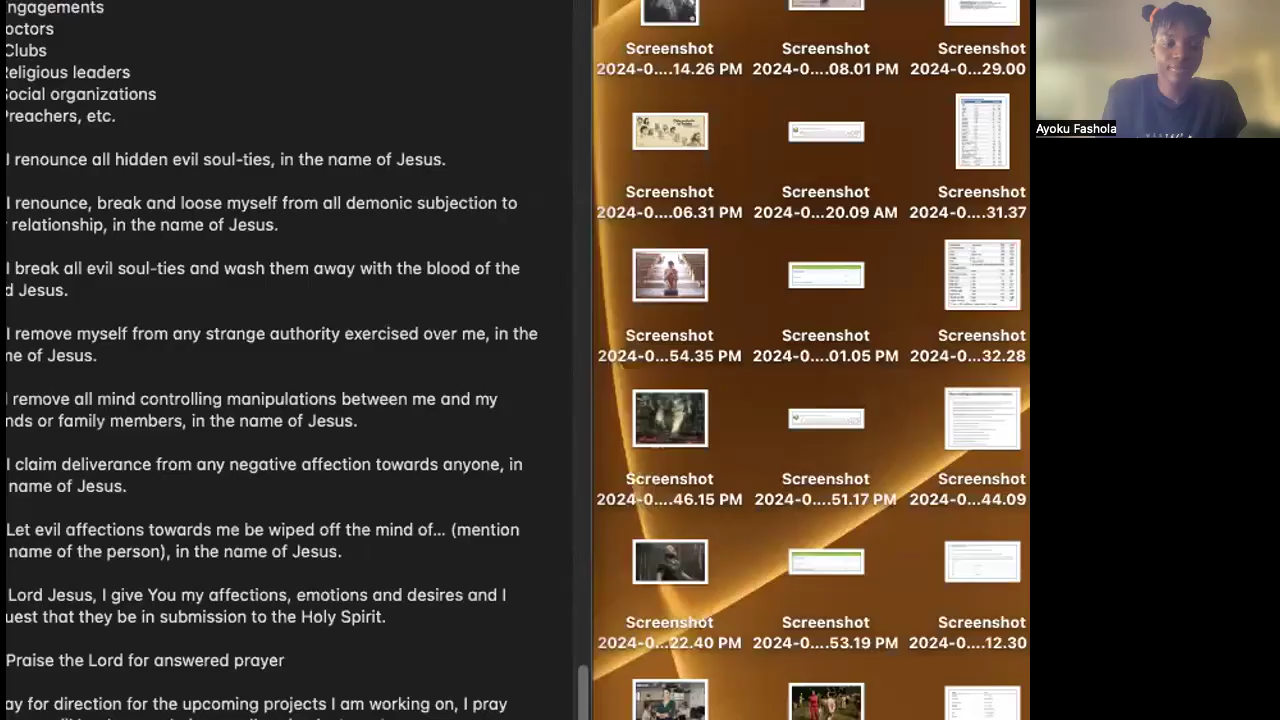 ngagements
octors
Clubs
Religious leaders
Social organizations
reachers, etc.
I renounce all hidden evil soul-ties, in the name of Jesus.
I renounce, break and loose myself from all demonic subjection to
relationship, in the name of Jesus.
I break all evil soul-ties and wash them away with the blood of the
Jesus.
I remove myself from any strange authority exercised over me, in the
me of Jesus.
I remove all mind controlling manipulations between me and my
nds or family members, in the name of Jesus.
I claim deliverance from any negative affection towards anyone, in
name of Jesus.
Let evil affections towards me be wiped off the mind of... (mention
name of the person), in the name of Jesus.
Lord Jesus, I give You my affections, emotions and desires and I
uest that they be in submission to the Holy Spirit.
Praise the Lord for answered prayer
ay for divinity for the upcoming projects I am working on. I pray
Screenshot
2024-0....14.26 PM
Screenshot
2024-0....08.01 PM
Screenshot
2024-0...29.00
Screenshot
2024-0....06.31 PM
Screenshot
2024-0...20.09 AM
Screenshot
2024-0....31.37
Screenshot
2024-0...54.35 PM
Screenshot
2024-0....01.05 PM
Screenshot
2024-0...32.28
Screenshot
2024-0....46.15 PM
Screenshot
2024-0....51.17 PM
Screenshot
2024-0...44.09
Screenshot
2024-0...22.40 PM
Screenshot
2024-0....53.19 PM
Screenshot
2024-0....12.30
Ayoku Fashola